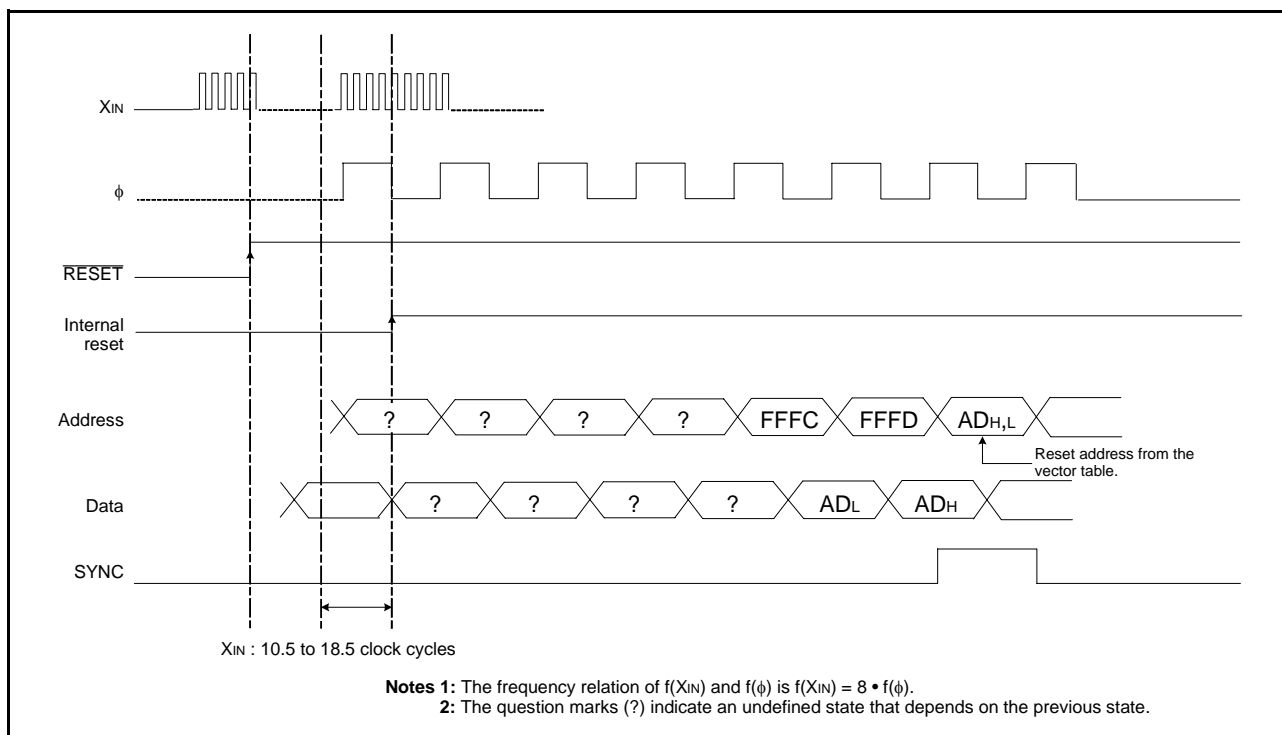 XIN
ϕ
RESET
Internal
reset
Address
? ? ? ? FFFC FFFD ADH,L
Reset address from the
vector table.
Data
? ? ? ? ADL ADH
SYNC
XIN : 10.5 to 18.5 clock cycles
Notes 1: The frequency relation of f(XIN) and f(ϕ) is f(XIN) = 8 • f(ϕ).
2: The question marks (?) indicate an undefined state that depends on the previous state.